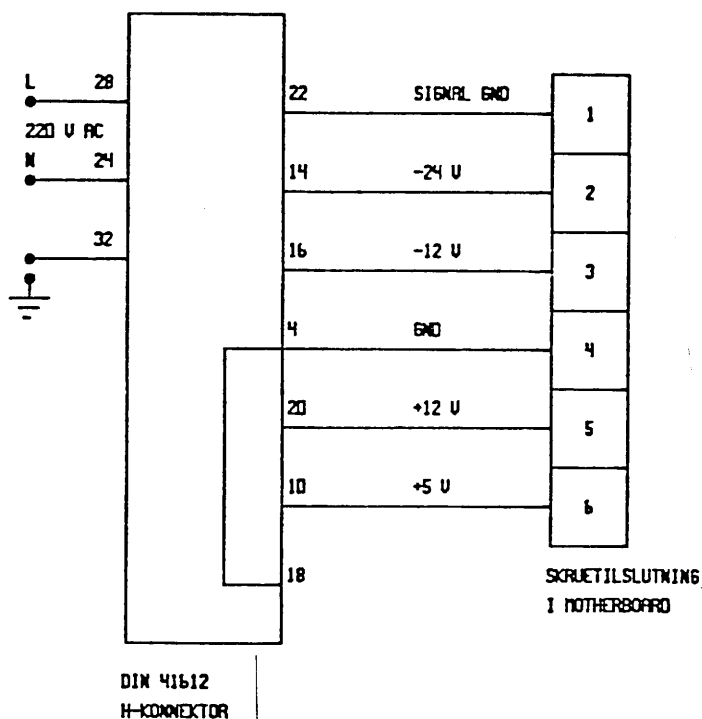 L 28
22 SIGNAL GND 1
220 V AC
N 24
14 -24 V 2
32
16 -12 V 3
4 GND 4
20 +12 V 5
10 +5 V 6
18
SKRUETILSLUTNING
I MOTHERBOARD
DIN 41612
H-KONNEKTOR